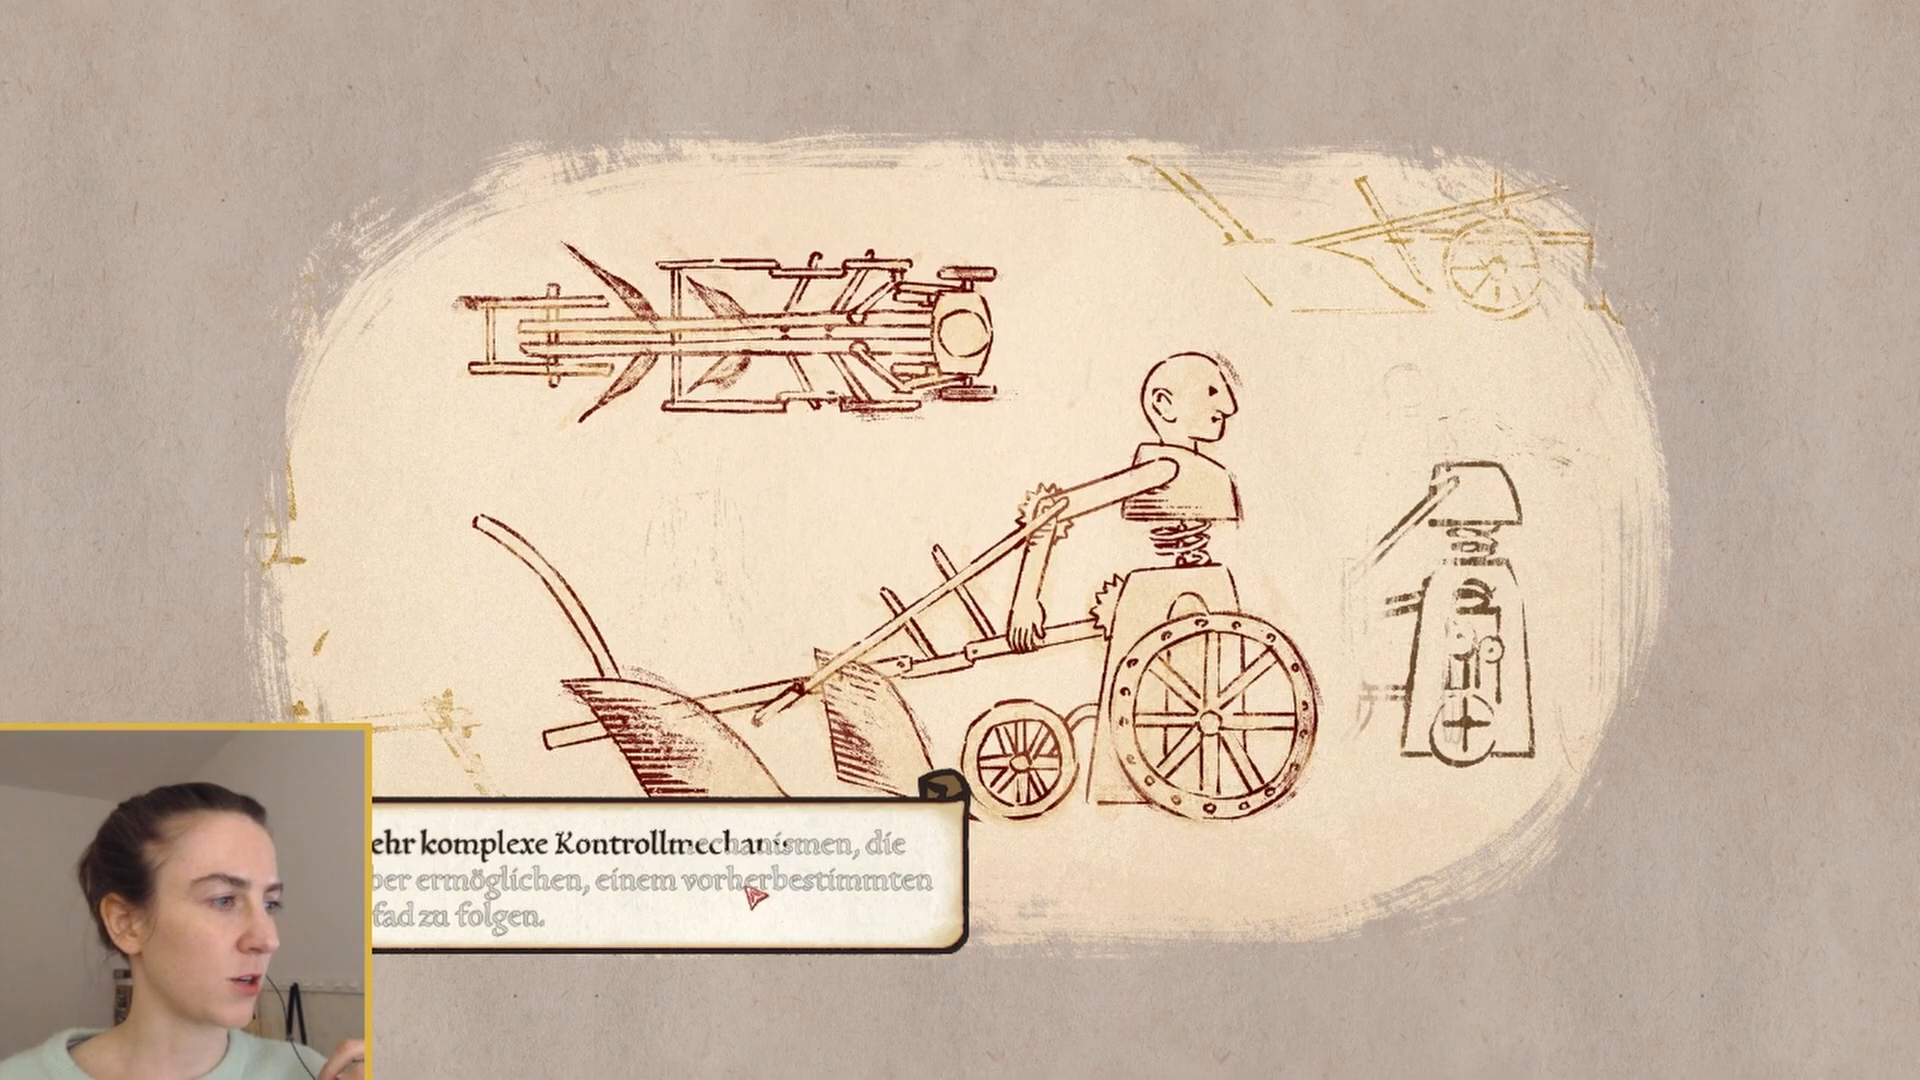 ehr komplexe Kontrollmechanismen, die
ber ermöglichen, einem vorherbestimmten
fad zu folgen.